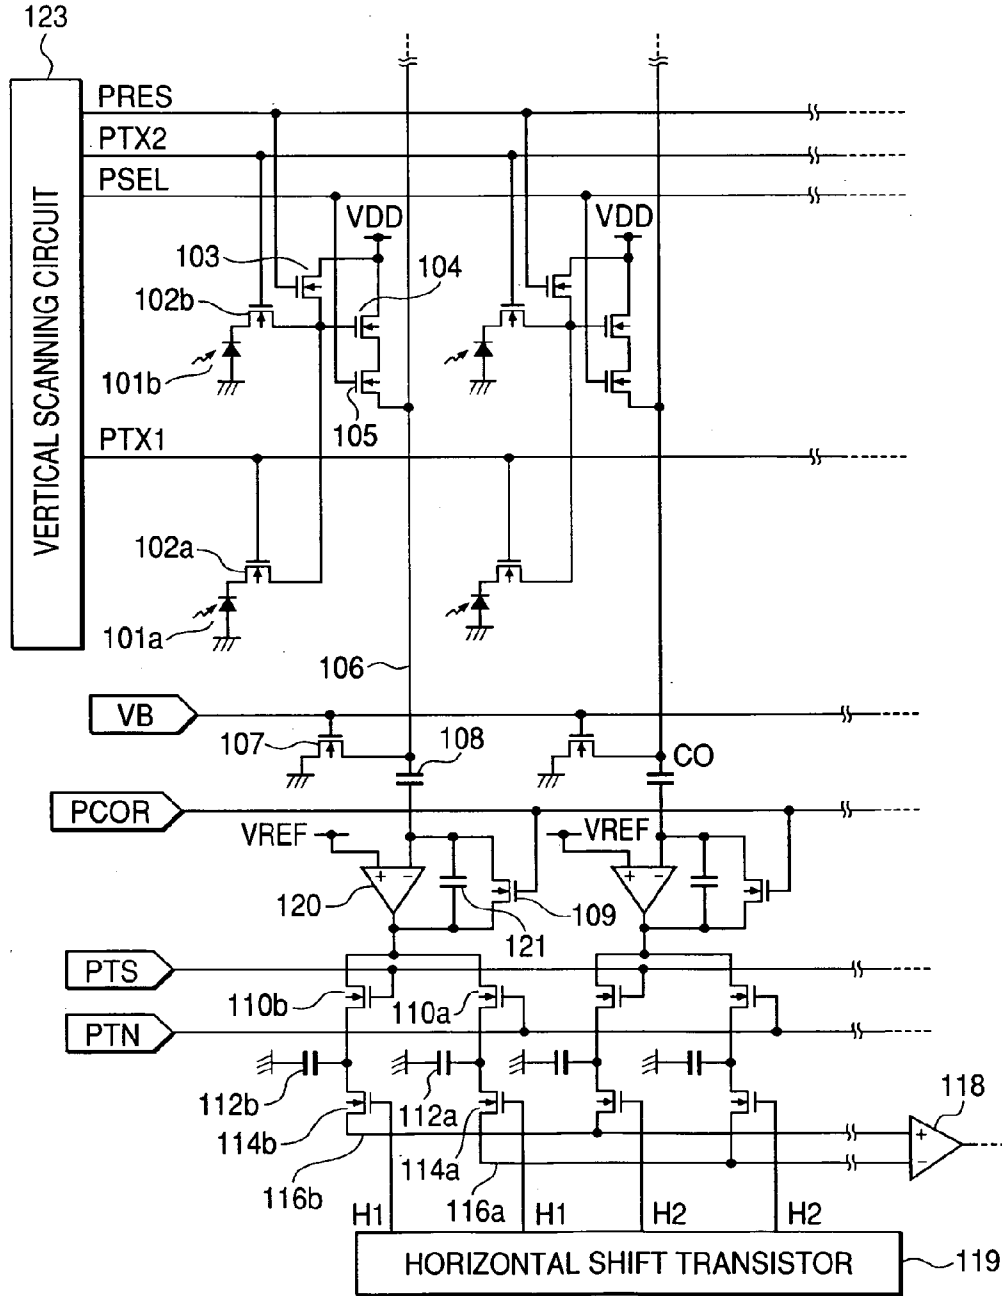 123
PRES
PTX2
PSEL
VDD
VDD
103
104
102b
101b
105
PTX1
VERTICAL SCANNING CIRCUIT
102a
101a
106
VB
107
108
CO
PCOR
VREF
VREF
120
121
109
PTS
110b
110a
PTN
112b
112a
118
114b
114a
116b
116a
H1
H1
H2
H2
HORIZONTAL SHIFT TRANSISTOR
119